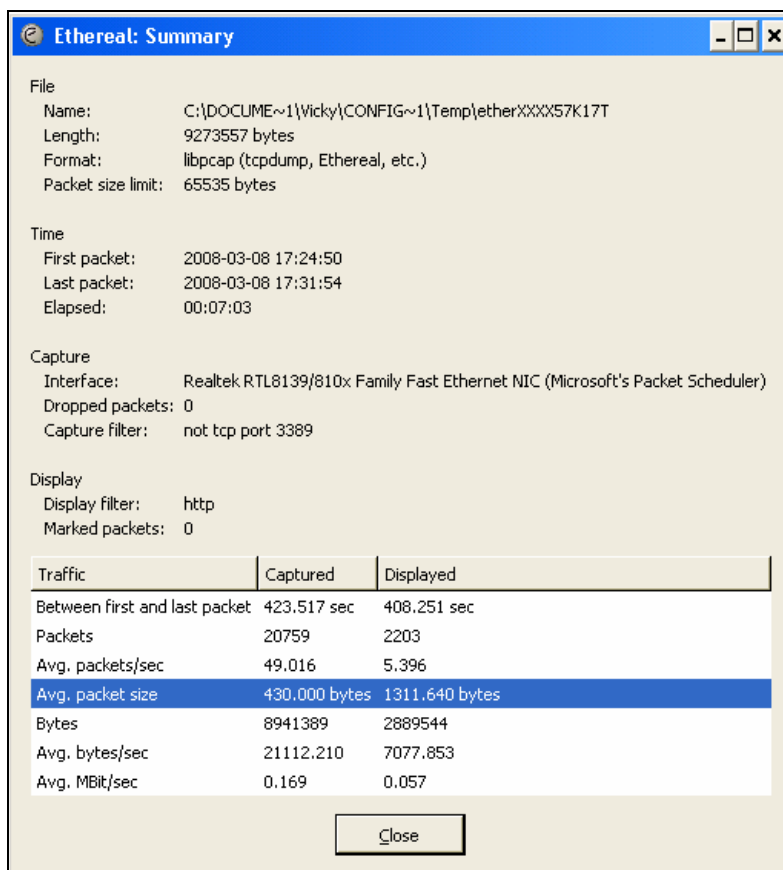 Ethereal: Summary
File
Name: C:\DOCUME~1\Vicky\CONFIG~1\Temp\etherXXXX57K17T
Length: 9273557 bytes
Format: libpcap (tcpdump, Ethereal, etc.)
Packet size limit: 65535 bytes
Time
First packet: 2008-03-08 17:24:50
Last packet: 2008-03-08 17:31:54
Elapsed: 00:07:03
Capture
Interface: Realtek RTL8139/810x Family Fast Ethernet NIC (Microsoft's Packet Scheduler)
Dropped packets: 0
Capture filter: not tcp port 3389
Display
Display filter: http
Marked packets: 0
Traffic Captured Displayed
Between first and last packet 423.517 sec 408.251 sec
Packets 20759 2203
Avg. packets/sec 49.016 5.396
Avg. packet size 430.000 bytes 1311.640 bytes
Bytes 8941389 2889544
Avg. bytes/sec 21112.210 7077.853
Avg. MBit/sec 0.169 0.057
Close